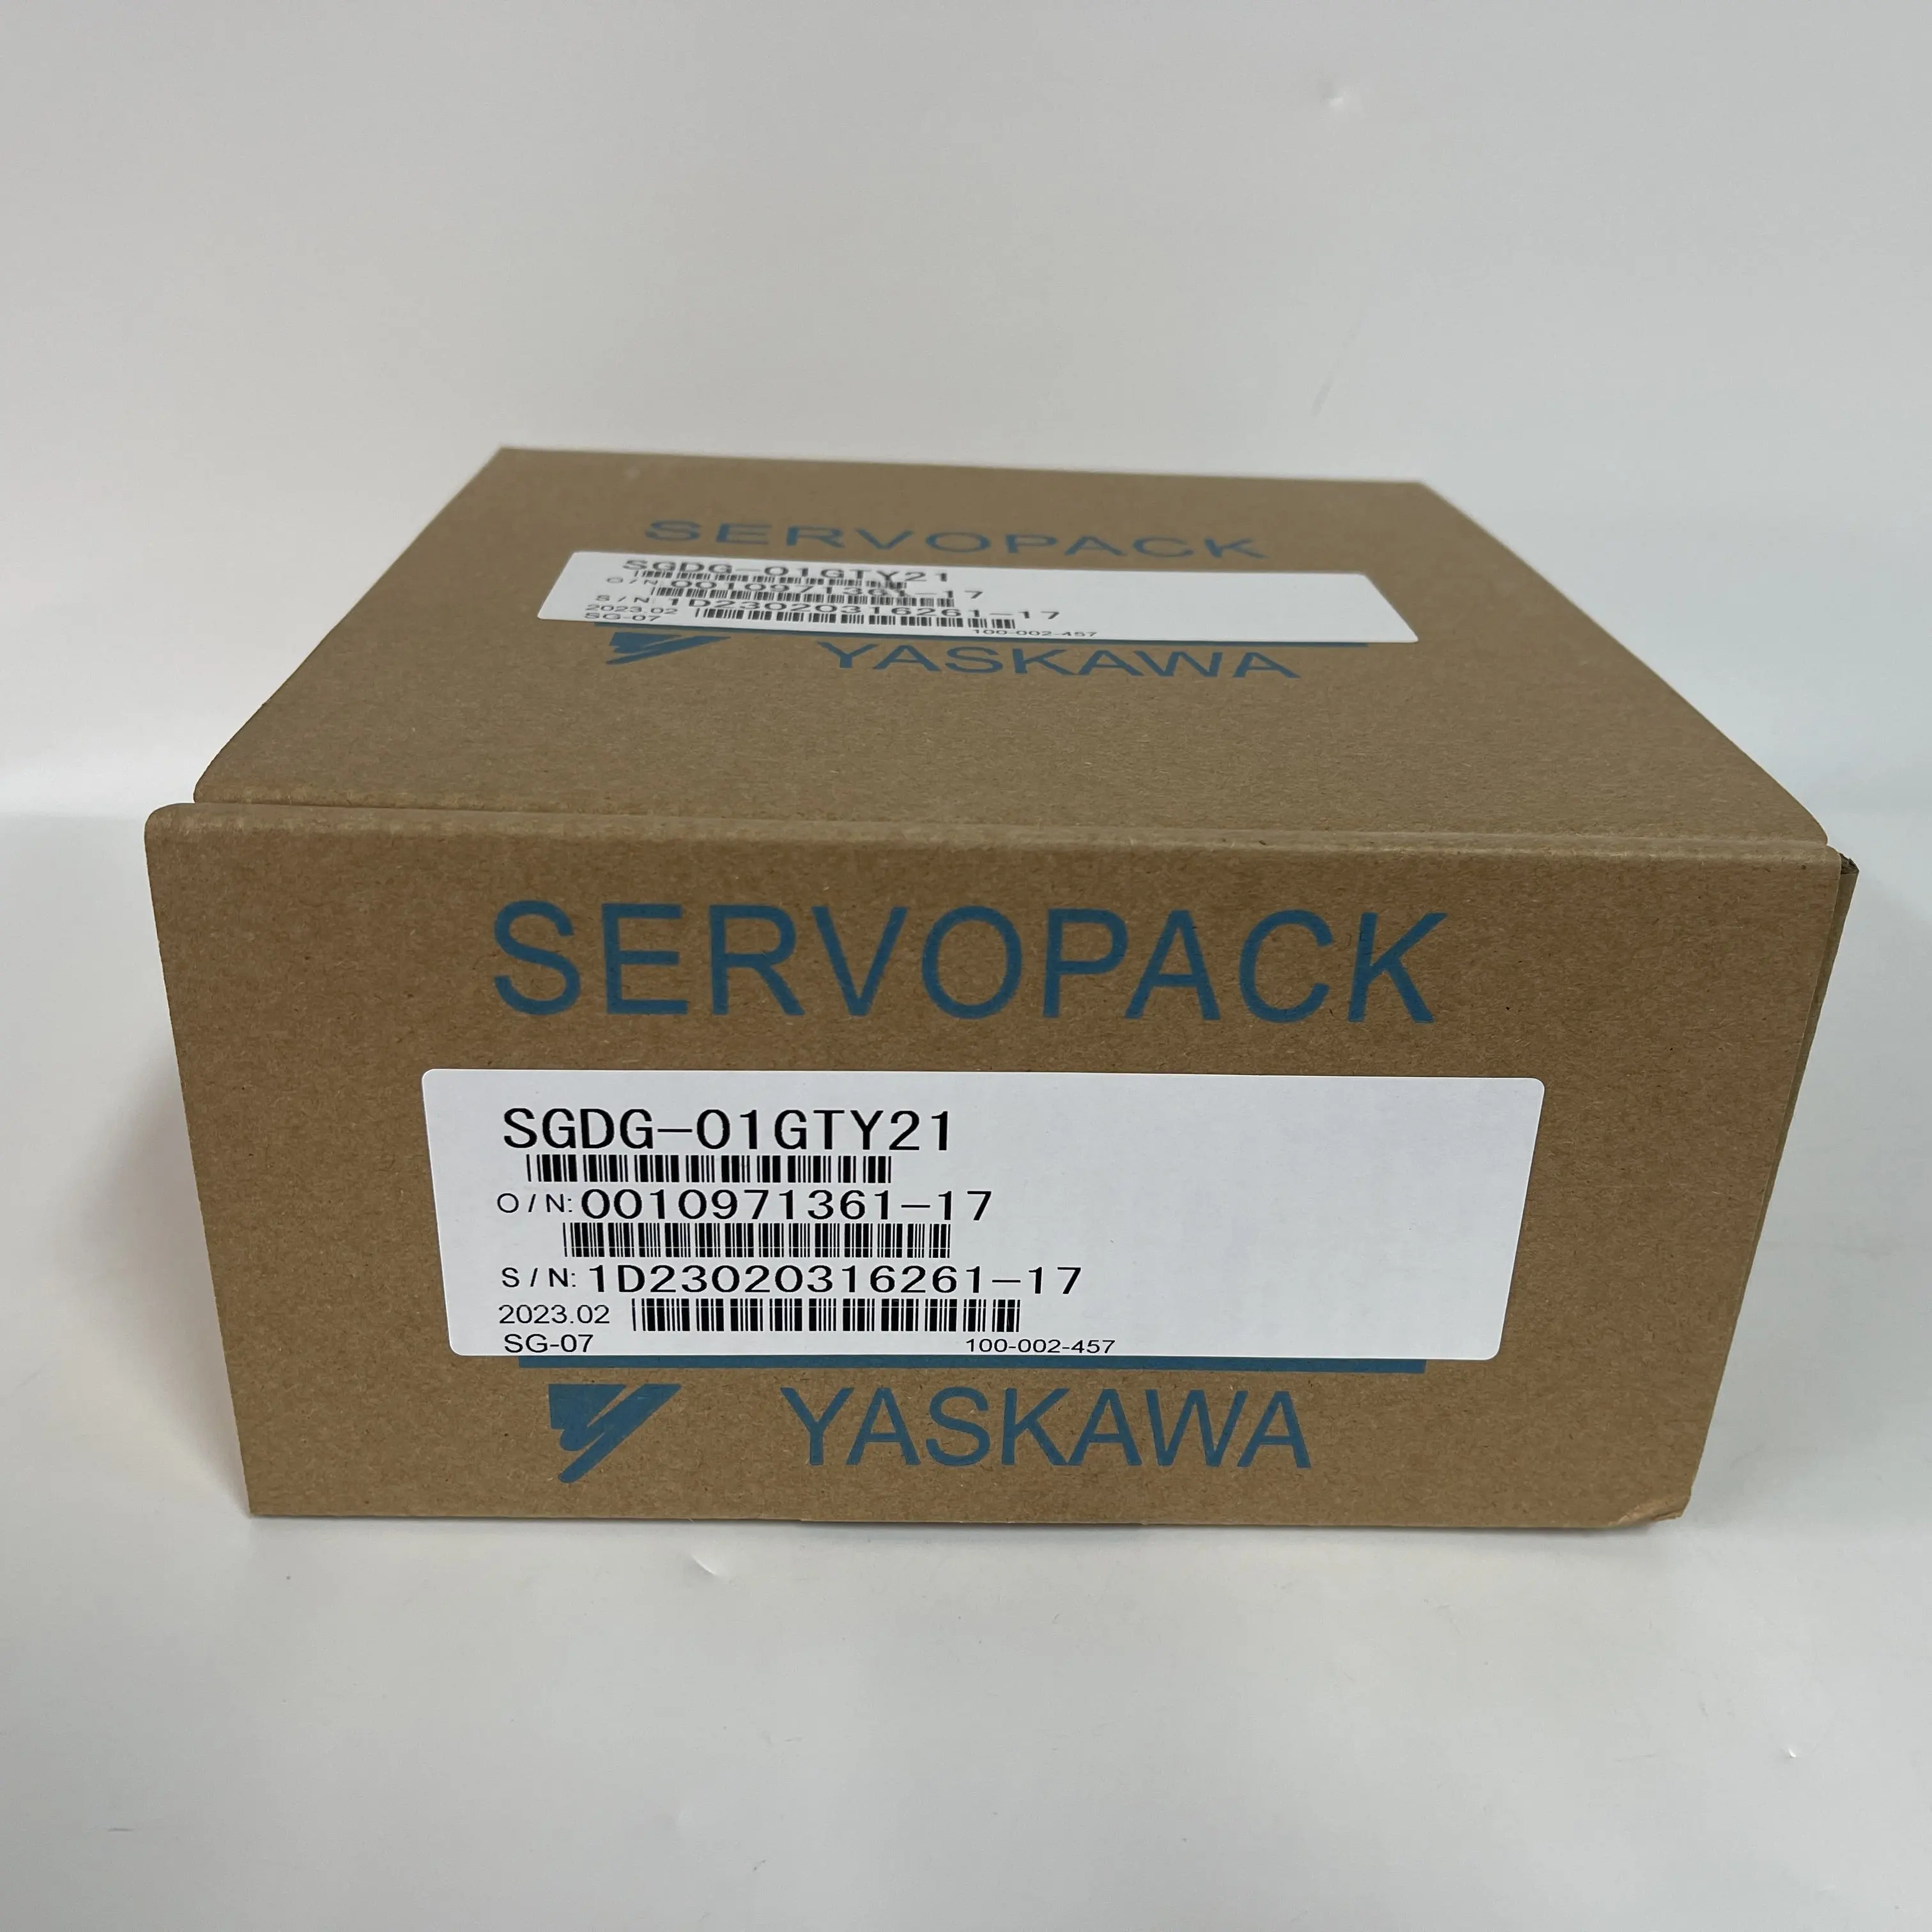 SERVOPACK
SGDG-01GTY21
O/N: 0010971361-17
S/N: 1D23020316261-17
2023.02
SG-07 100-002-457
YASKAWA
SERVOPACK
SGDG-01GTY21
O/N: 0010971361-17
S/N: 1D23020316261-17
2023.02
SG-07 100-002-457
YASKAWA